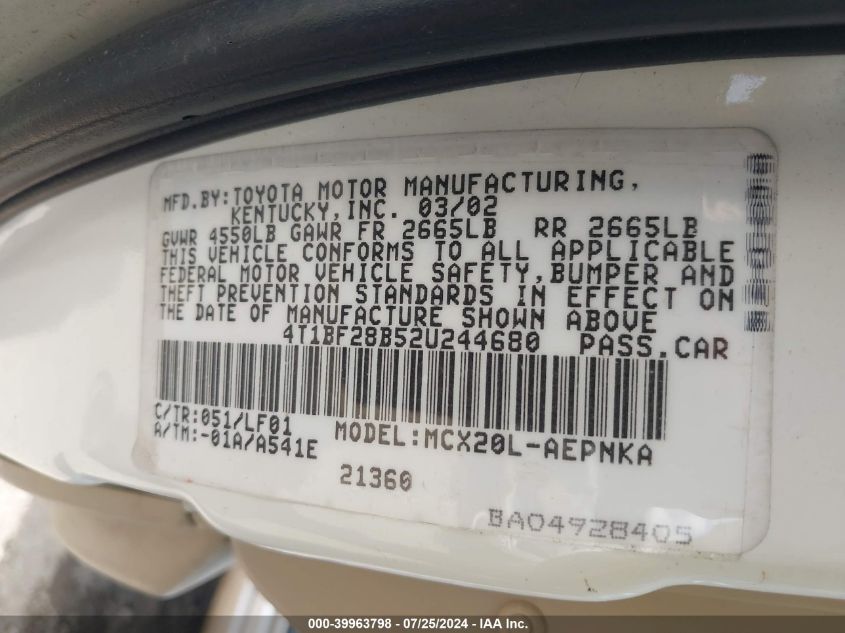 MFD.BY:TOYOTA MOTOR MANUFACTURING,
KENTUCKY,INC. 03/02
GVWR 4550LB GAWR FR 2665LB RR 2665LB
THIS VEHICLE CONFORMS TO ALL APPLICABLE
FEDERAL MOTOR VEHICLE SAFETY,BUMPER AND
THEFT PREVENTION STANDARDS IN EFFECT ON
THE DATE OF MANUFACTURE SHOWN ABOVE
4T1BF28B52U244680 PASS.CAR
C/TR:051/LF01
A/TM:-01A/A541E
MODEL:MCX20L-AEPNKA
21360
BA04928405
000-39963798 - 07/25/2024 - IAA Inc.